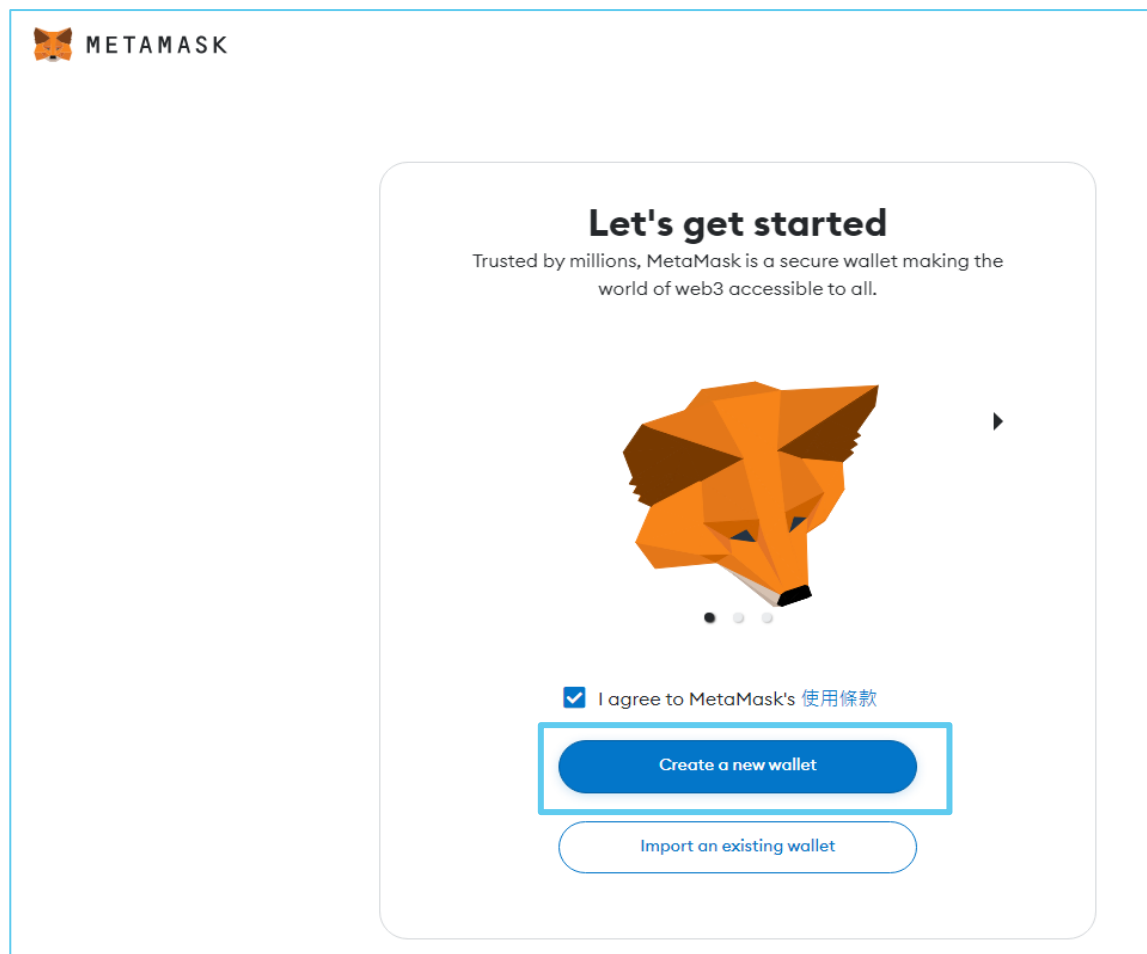 METAMASK
Let's get started
Trusted by millions, MetaMask is a secure wallet making the
world of web3 accessible to all.
I agree to MetaMask's 使用條款
Create a new wallet
Import an existing wallet